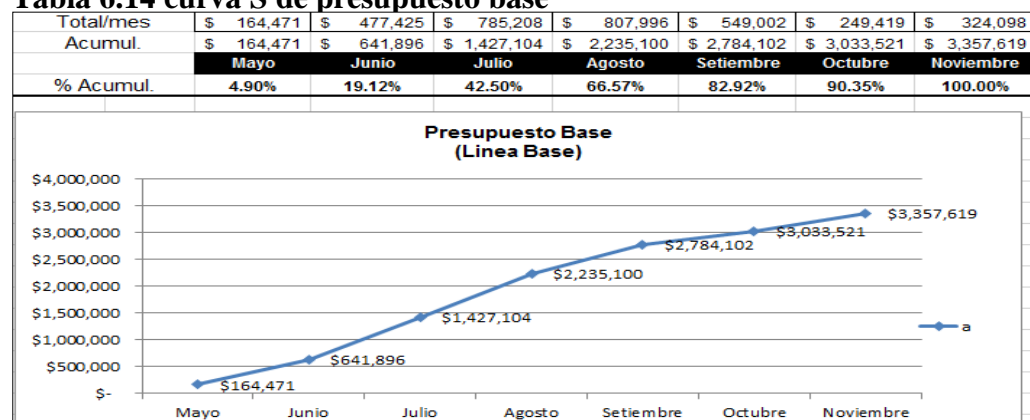 Tabla 6.14 curva S de presupuesto base
Total/mes $ 164,471 $ 477,425 $ 785,208 $ 807,996 $ 549,002 $ 249,419 $ 324,098
Acumul. $ 164,471 $ 641,896 $ 1,427,104 $ 2,235,100 $ 2,784,102 $ 3,033,521 $ 3,357,619
Mayo Junio Julio Agosto Setiembre Octubre Noviembre
% Acumul. 4.90% 19.12% 42.50% 66.57% 82.92% 90.35% 100.00%
Presupuesto Base
(Linea Base)
$4,000,000
$3,500,000
$3,000,000
$2,500,000
$2,000,000
$1,500,000
$1,000,000
$500,000
$-
$164,471
$641,896
$1,427,104
$2,235,100
$2,784,102
$3,033,521
$3,357,619
a
Mayo Junio Julio Agosto Setiembre Octubre Noviembre